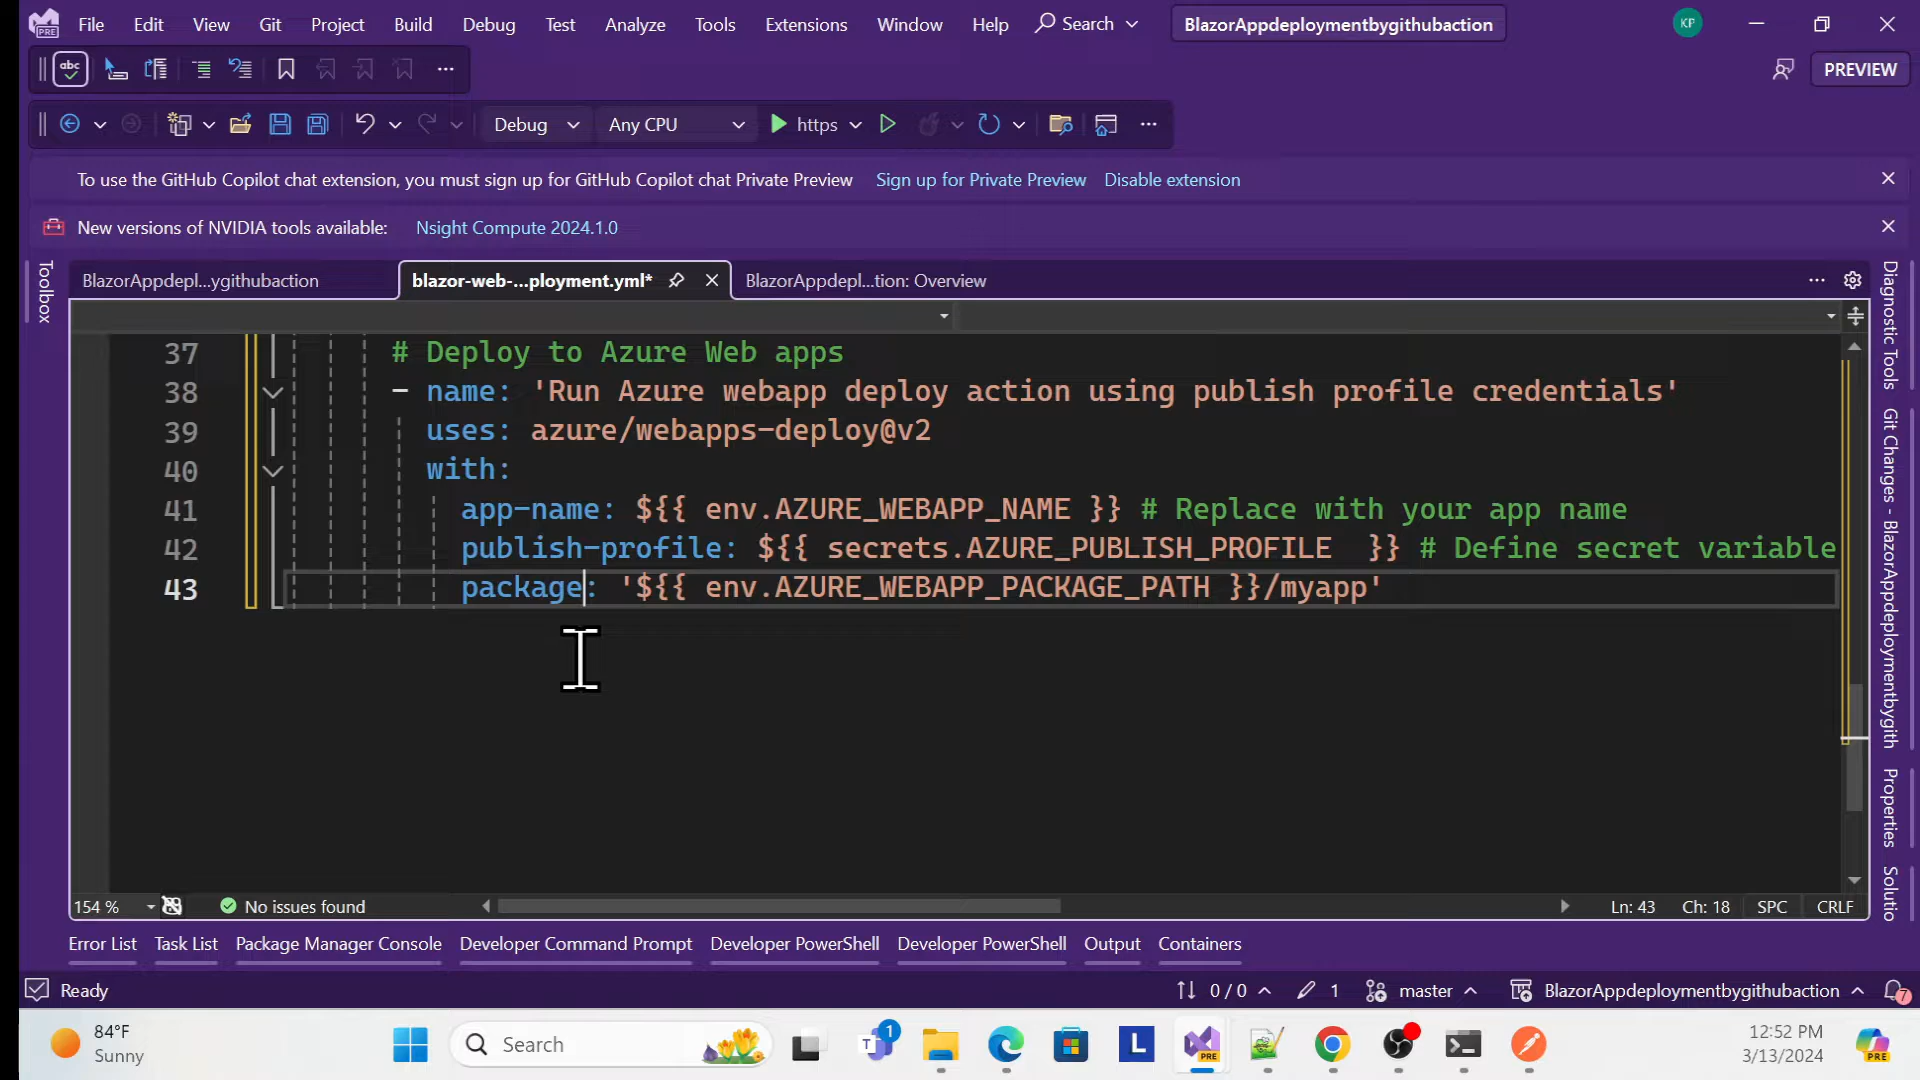 PRE File Edit View Git Project Build Debug Test Analyze Tools Extensions Window Help Search BlazorAppdeploymentbygithubaction KP
abc PREVIEW
Debug Any CPU https
To use the GitHub Copilot chat extension, you must sign up for GitHub Copilot chat Private Preview Sign up for Private Preview Disable extension
New versions of NVIDIA tools available: Nsight Compute 2024.1.0
Toolbox
BlazorAppdepl...ygithubaction blazor-web-...ployment.yml* BlazorAppdepl...tion: Overview
37 # Deploy to Azure Web apps
38 - name: 'Run Azure webapp deploy action using publish profile credentials'
39 uses: azure/webapps-deploy@v2
40 with:
41 app-name: ${{ env.AZURE_WEBAPP_NAME }} # Replace with your app name
42 publish-profile: ${{ secrets.AZURE_PUBLISH_PROFILE  }} # Define secret variable
43 package: '${{ env.AZURE_WEBAPP_PACKAGE_PATH }}/myapp'
Diagnostic Tools
Git Changes - BlazorAppdeploymentbygith
Properties
Solutio
154 % No issues found Ln: 43 Ch: 18 SPC CRLF
Error List Task List Package Manager Console Developer Command Prompt Developer PowerShell Developer PowerShell Output Containers
Ready 0 / 0 1 master BlazorAppdeploymentbygithubaction 7
84°F
Sunny
Search
1
L
PRE
12:52 PM
3/13/2024
PRE